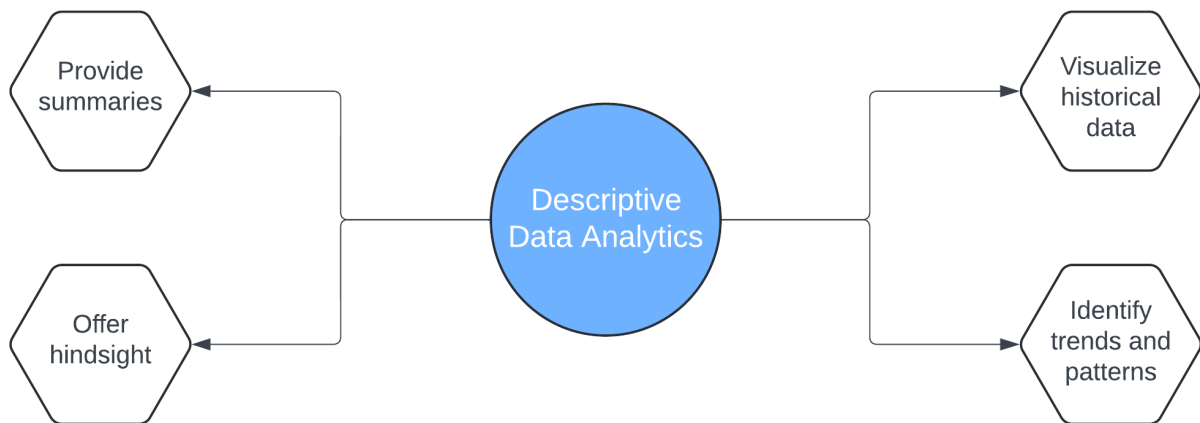 Provide
summaries
Visualize
historical
data
Descriptive
Data Analytics
Offer
hindsight
Identify
trends and
patterns